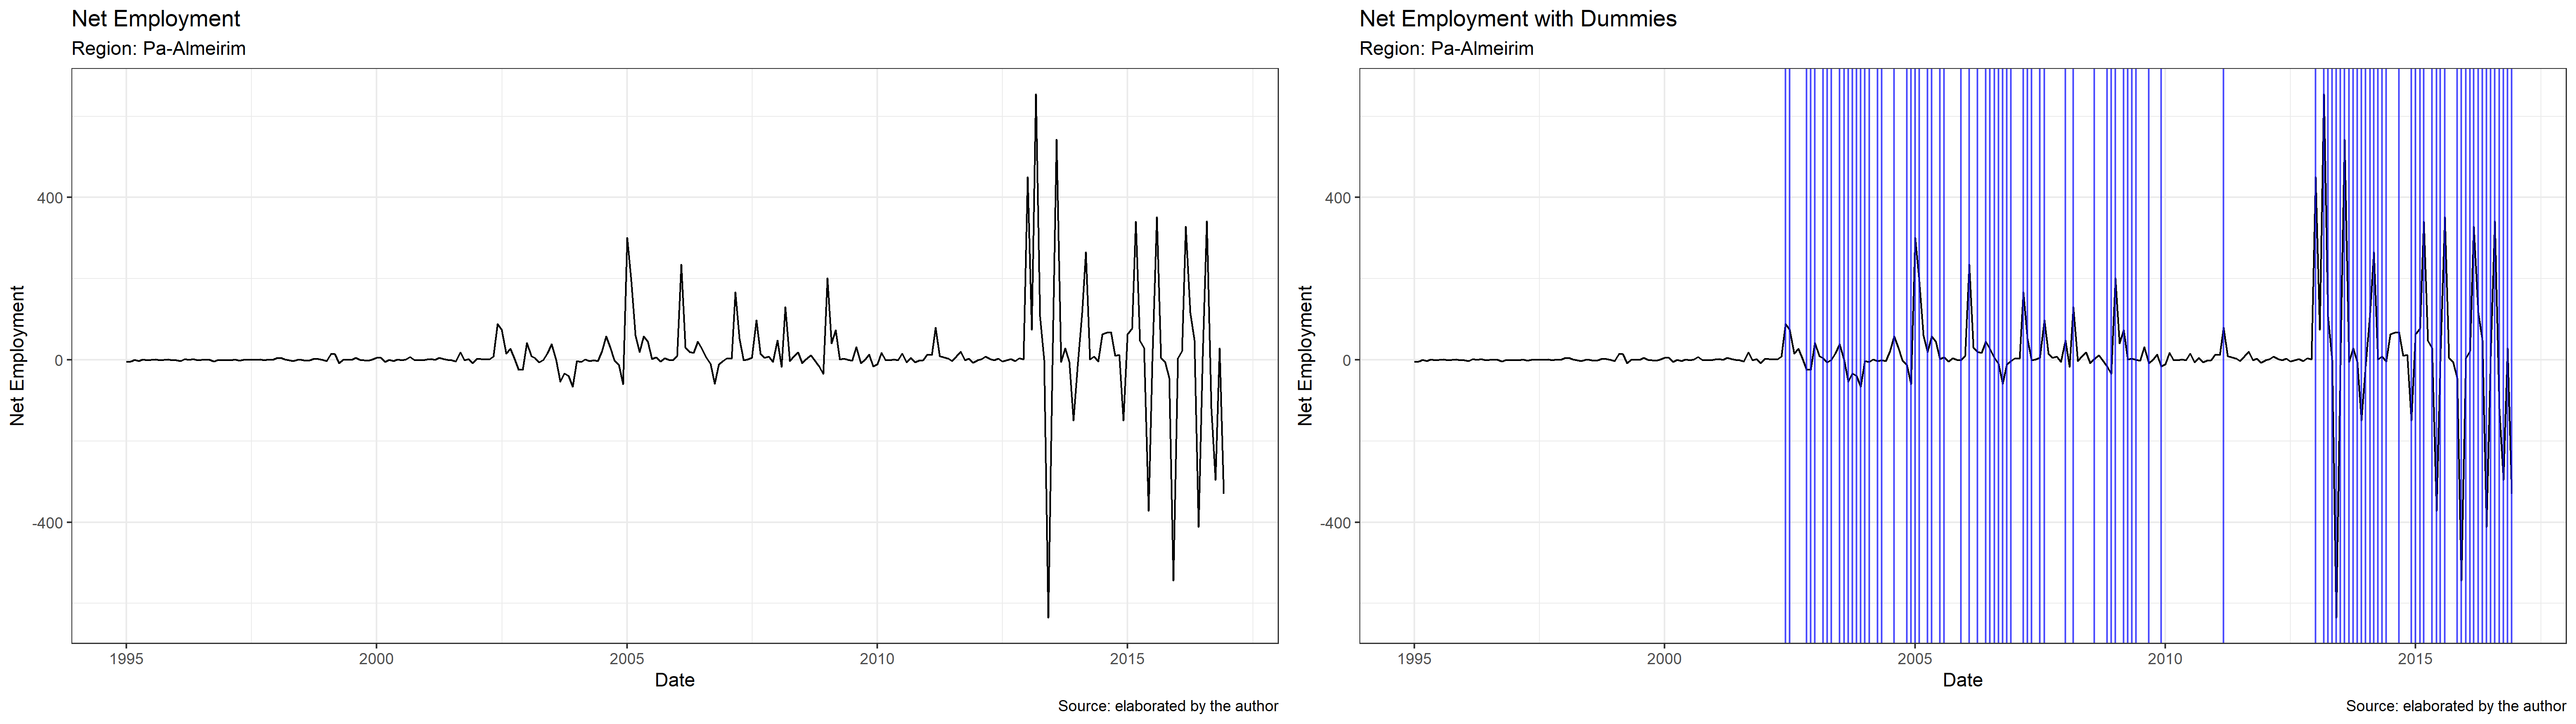 Net Employment
Region: Pa-Almeirim
Net Employment
400
0
-400
1995
2000
2005
2010
2015
Date
Source: elaborated by the author
Net Employment with Dummies
Region: Pa-Almeirim
Net Employment
400
0
-400
1995
2000
2005
2010
2015
Date
Source: elaborated by the author